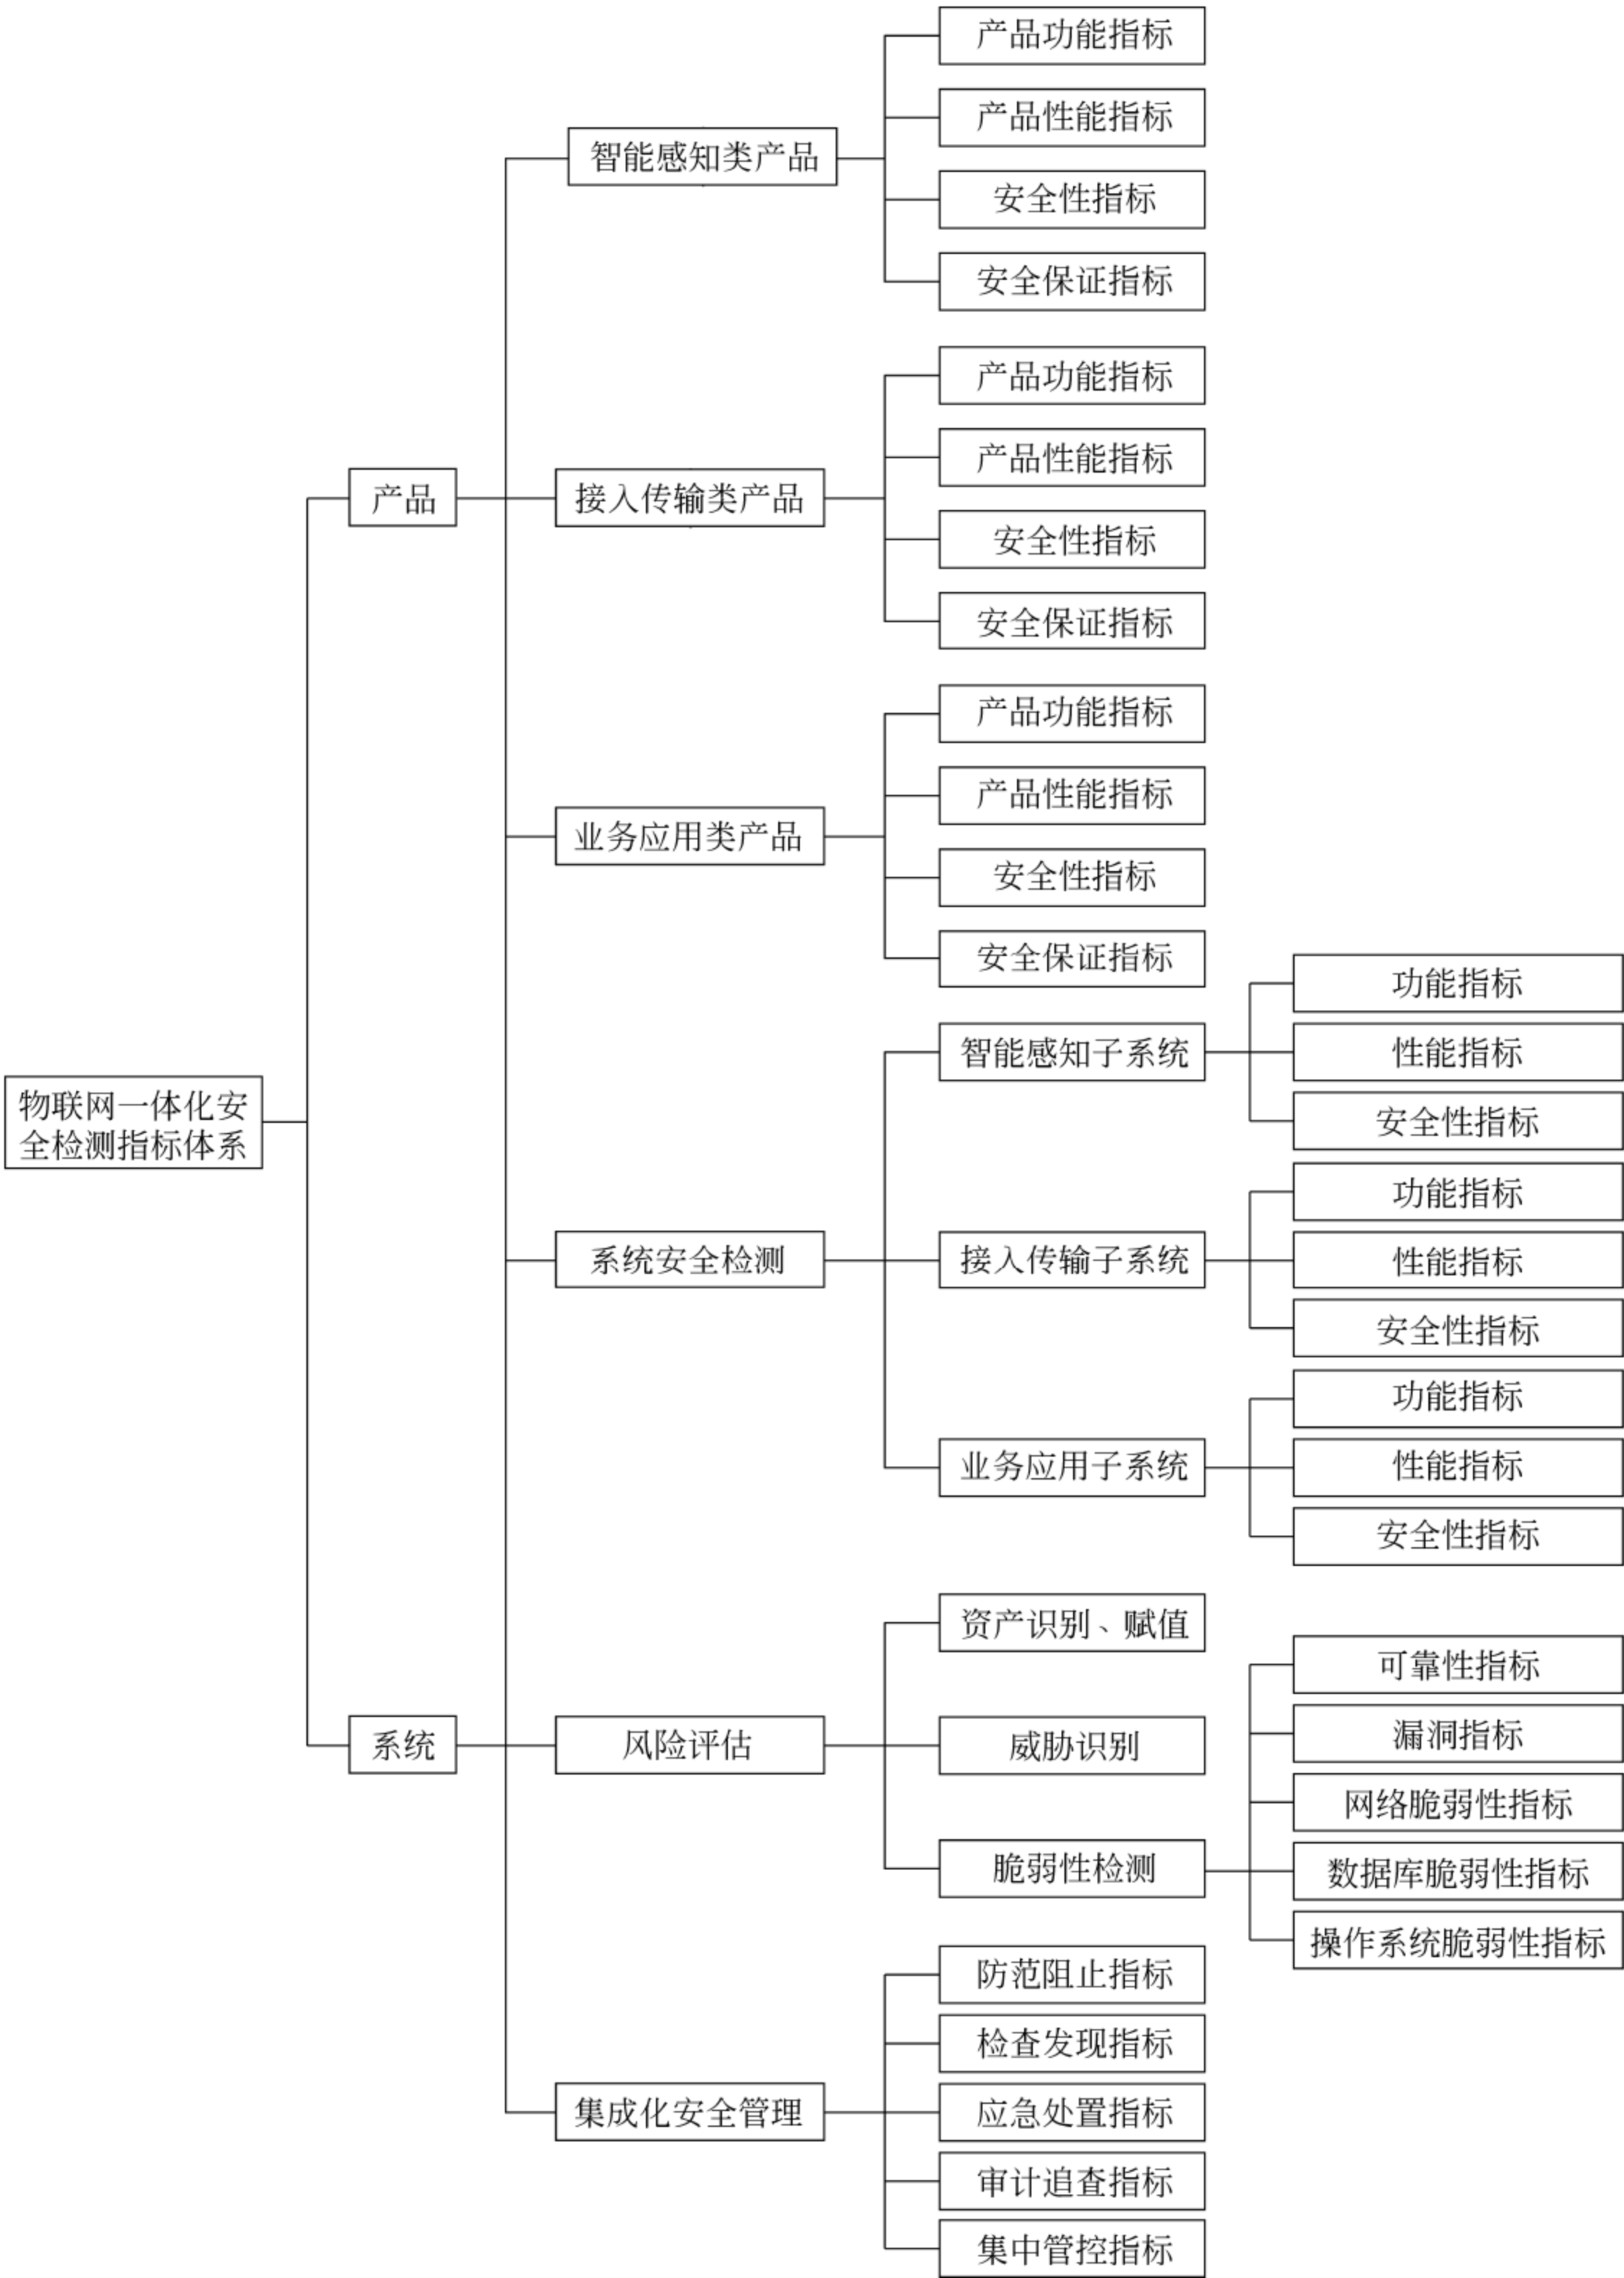 物联网一体化安
全检测指标体系
产品
智能感知类产品
产品功能指标
产品性能指标
安全性指标
安全保证指标
接入传输类产品
产品功能指标
产品性能指标
安全性指标
安全保证指标
业务应用类产品
产品功能指标
产品性能指标
安全性指标
安全保证指标
系统
系统安全检测
智能感知子系统
功能指标
性能指标
安全性指标
接入传输子系统
功能指标
性能指标
安全性指标
业务应用子系统
功能指标
性能指标
安全性指标
风险评估
资产识别、赋值
威胁识别
脆弱性检测
可靠性指标
漏洞指标
网络脆弱性指标
数据库脆弱性指标
操作系统脆弱性指标
集成化安全管理
防范阻止指标
检查发现指标
应急处置指标
审计追查指标
集中管控指标